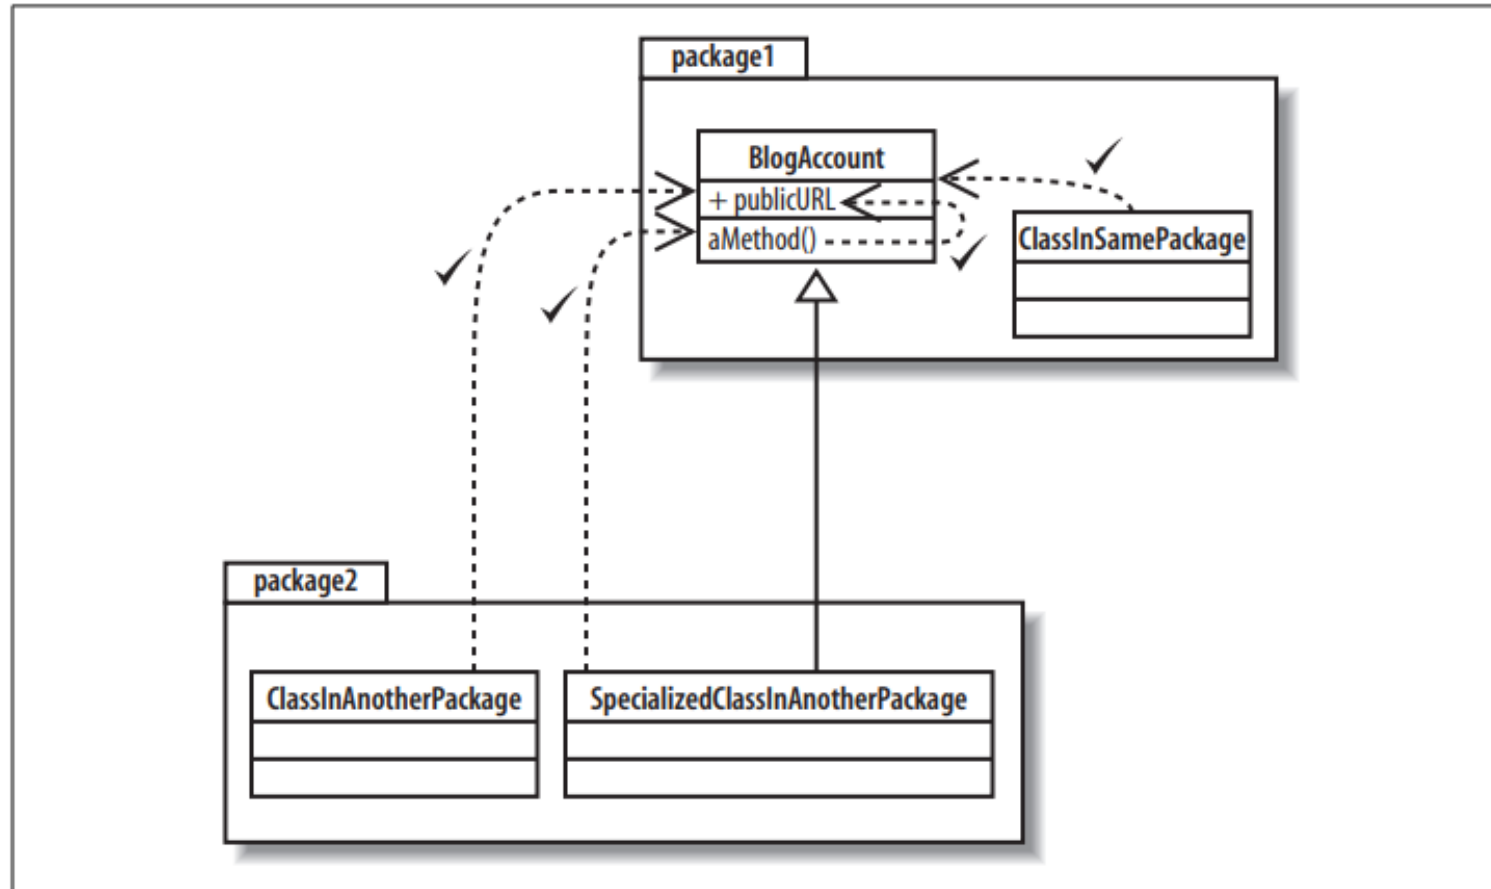 package1
BlogAccount
+ publicURL
aMethod()
ClassInSamePackage
package2
ClassInAnotherPackage
SpecializedClassInAnotherPackage